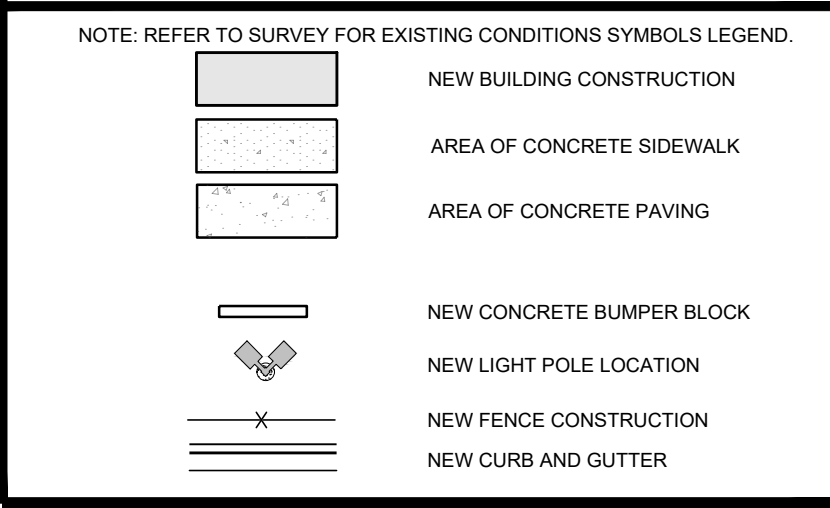 NOTE: REFER TO SURVEY FOR EXISTING CONDITIONS SYMBOLS LEGEND.
NEW BUILDING CONSTRUCTION
AREA OF CONCRETE SIDEWALK
AREA OF CONCRETE PAVING
NEW CONCRETE BUMPER BLOCK
NEW LIGHT POLE LOCATION
NEW FENCE CONSTRUCTION
NEW CURB AND GUTTER